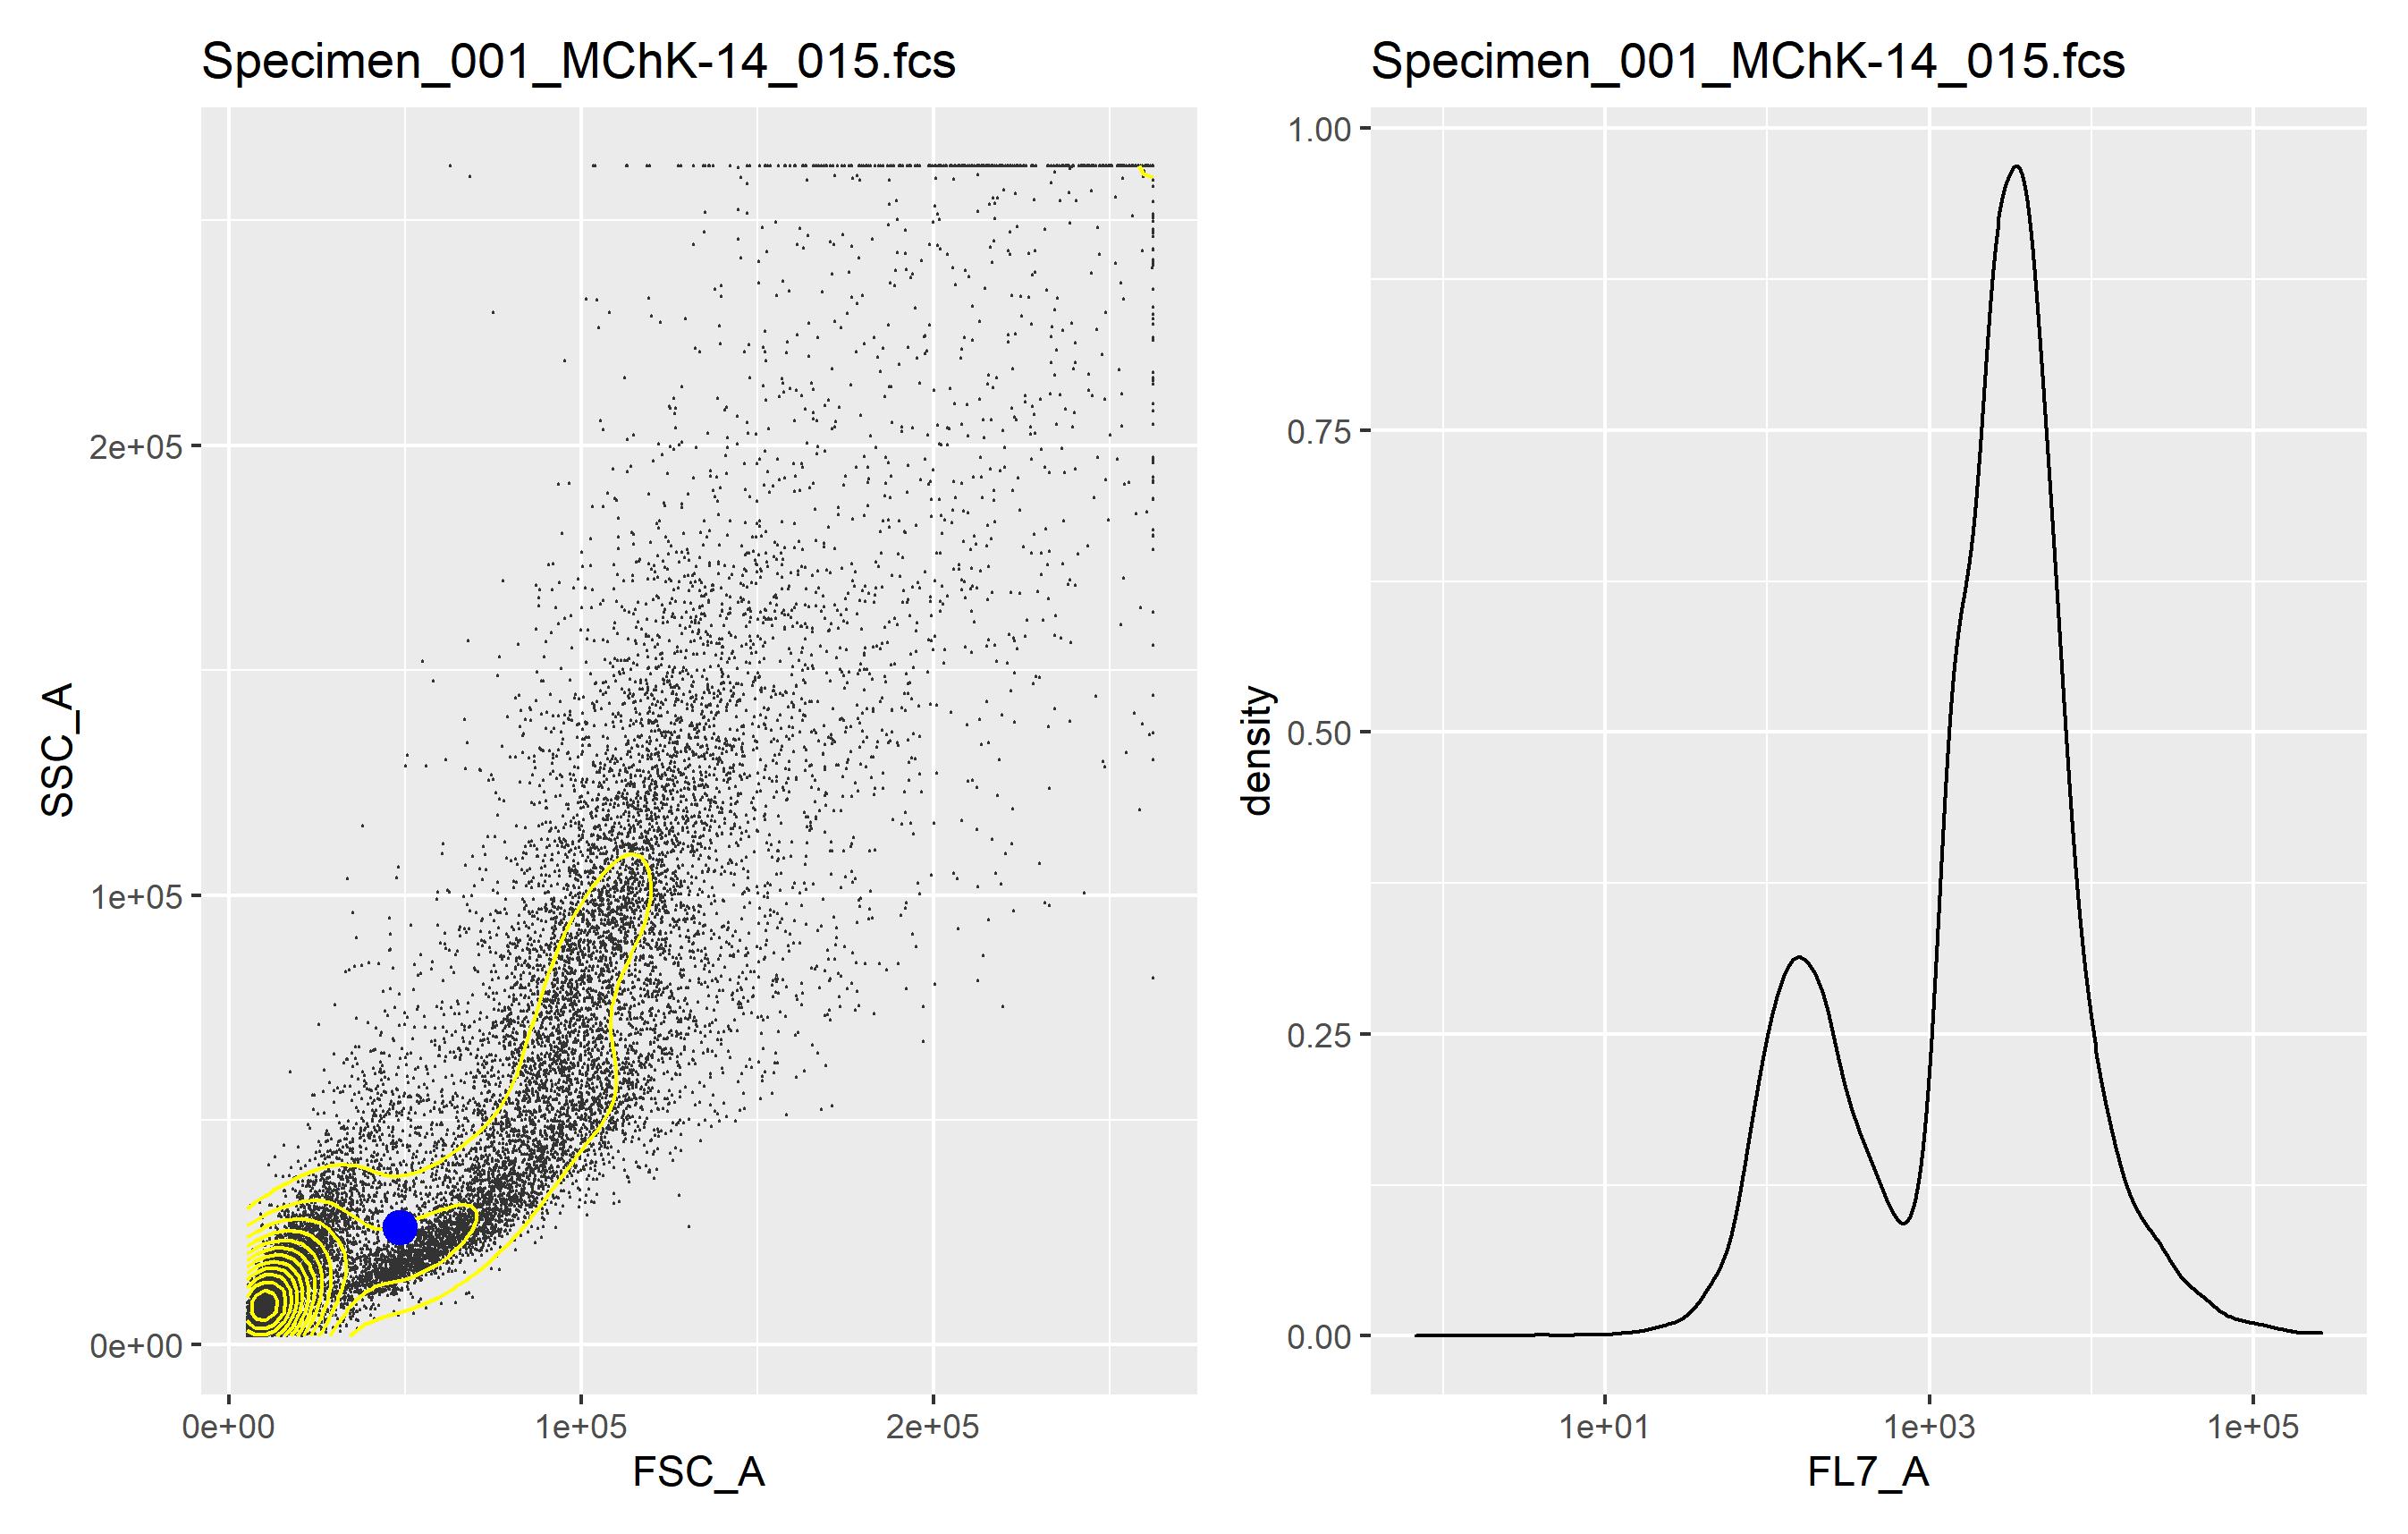 Specimen_001_MChK-14_015.fcs
SSC_A
2e+05
1e+05
0e+00
0e+00 1e+05 2e+05
FSC_A
Specimen_001_MChK-14_015.fcs
density
1.00
0.75
0.50
0.25
0.00
1e+01 1e+03 1e+05
FL7_A